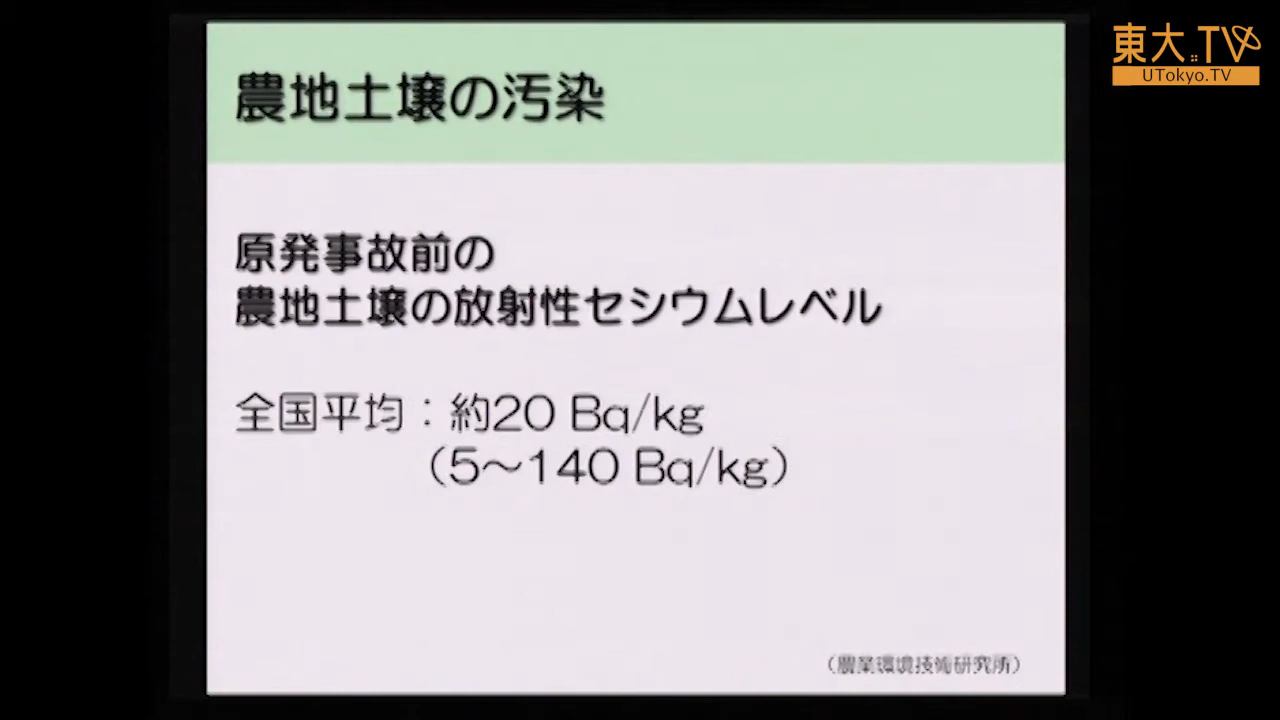 東大TV
UTokyo.TV
農地土壌の汚染
原発事故前の
農地土壌の放射性セシウムレベル
全国平均：約20 Bq/kg
（5～140 Bq/kg）
（農業環境技術研究所）